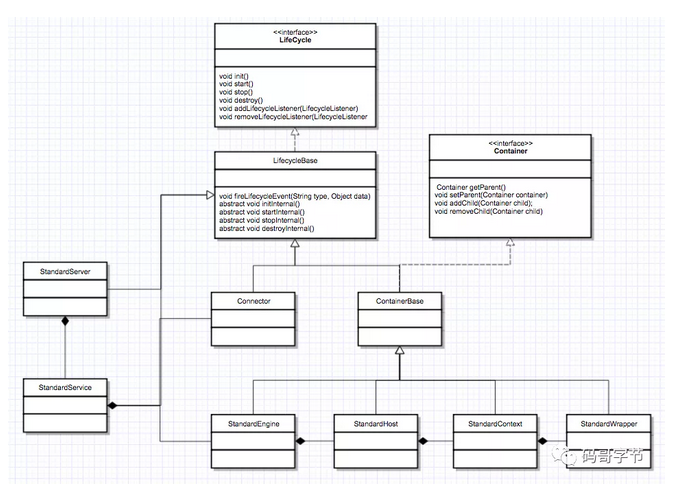 <<interface>>
LifeCycle
void init()
void start()
void stop()
void destroy()
void addLifecycleListener(LifecycleListener)
void removeLifecycleListener(LifecycleListener
LifecycleBase
void fireLifecycleEvent(String type, Object data)
abstract void initInternal()
abstract void startInternal()
abstract void stopInternal()
abstract void destroyInternal()
<<interface>>
Container
Container getParent()
void setParent(Container container)
void addChild(Container child);
void removeChild(Container child)
StandardServer
Connector
ContainerBase
StandardService
StandardEngine
StandardHost
StandardContext
StandardWrapper
码哥字节